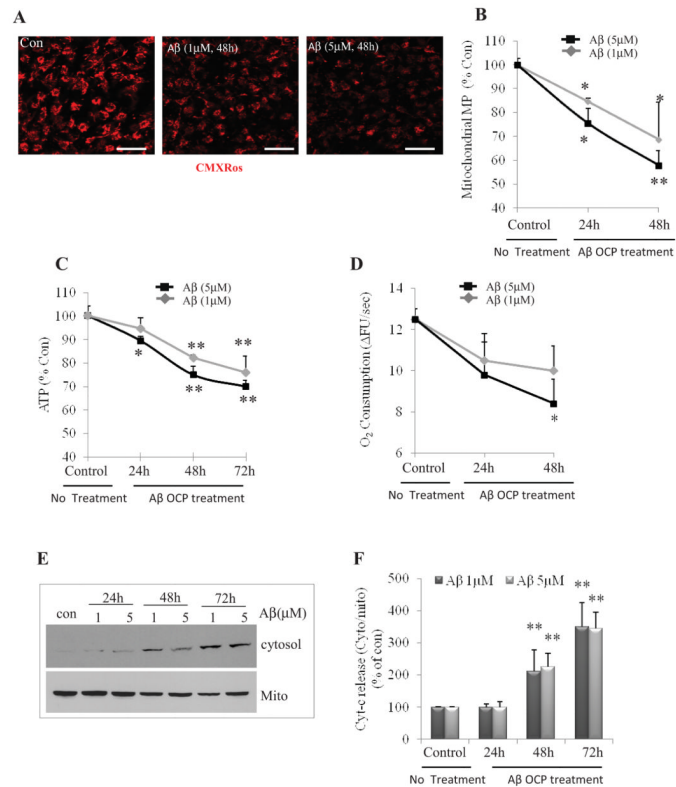 A
Con
Aβ (1μM, 48h)
Aβ (5μM, 48h)
CMXRos
B
Aβ (5μM)
Aβ (1μM)
Mitochondrial MP (% Con)
100
90
80
70
60
50
40
*
*
*
**
Control
24h
48h
No Treatment
Aβ OCP treatment
C
Aβ (5μM)
Aβ (1μM)
ATP (% Con)
110
100
90
80
70
60
50
40
*
**
**
**
**
Control
24h
48h
72h
No Treatment
Aβ OCP treatment
D
Aβ (5μM)
Aβ (1μM)
O₂ Consumption (ΔFU/sec)
14
12
10
8
6
*
Control
24h
48h
No Treatment
Aβ OCP treatment
E
con
24h
48h
72h
1 5 1 5 1 5
Aβ(μM)
cytosol
Mito
F
Aβ 1μM
Aβ 5μM
Cyt-c release (Cyto/mito)
(% of con)
500
400
300
200
100
0
**
**
**
**
Control
24h
48h
72h
No Treatment
Aβ OCP treatment